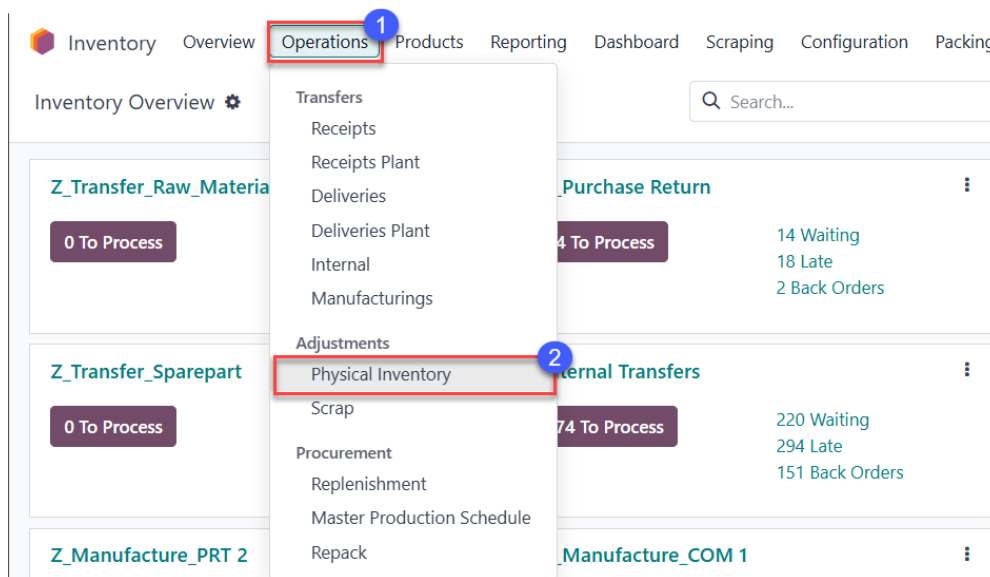 1
Inventory Overview Operations Products Reporting Dashboard Scraping Configuration Packing
Inventory Overview
Search...
Transfers
Receipts
Receipts Plant
Deliveries
Deliveries Plant
Internal
Manufacturings
Adjustments
2
Physical Inventory
Scrap
Procurement
Replenishment
Master Production Schedule
Repack
Z_Transfer_Raw_Materia
0 To Process
_Purchase Return
4 To Process
14 Waiting
18 Late
2 Back Orders
Z_Transfer_Sparepart
0 To Process
ternal Transfers
74 To Process
220 Waiting
294 Late
151 Back Orders
Z_Manufacture_PRT 2
_Manufacture_COM 1